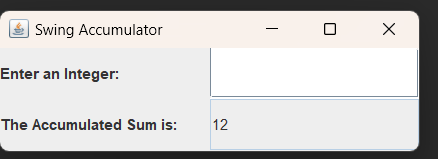 Swing Accumulator
Enter an Integer:
The Accumulated Sum is: 12